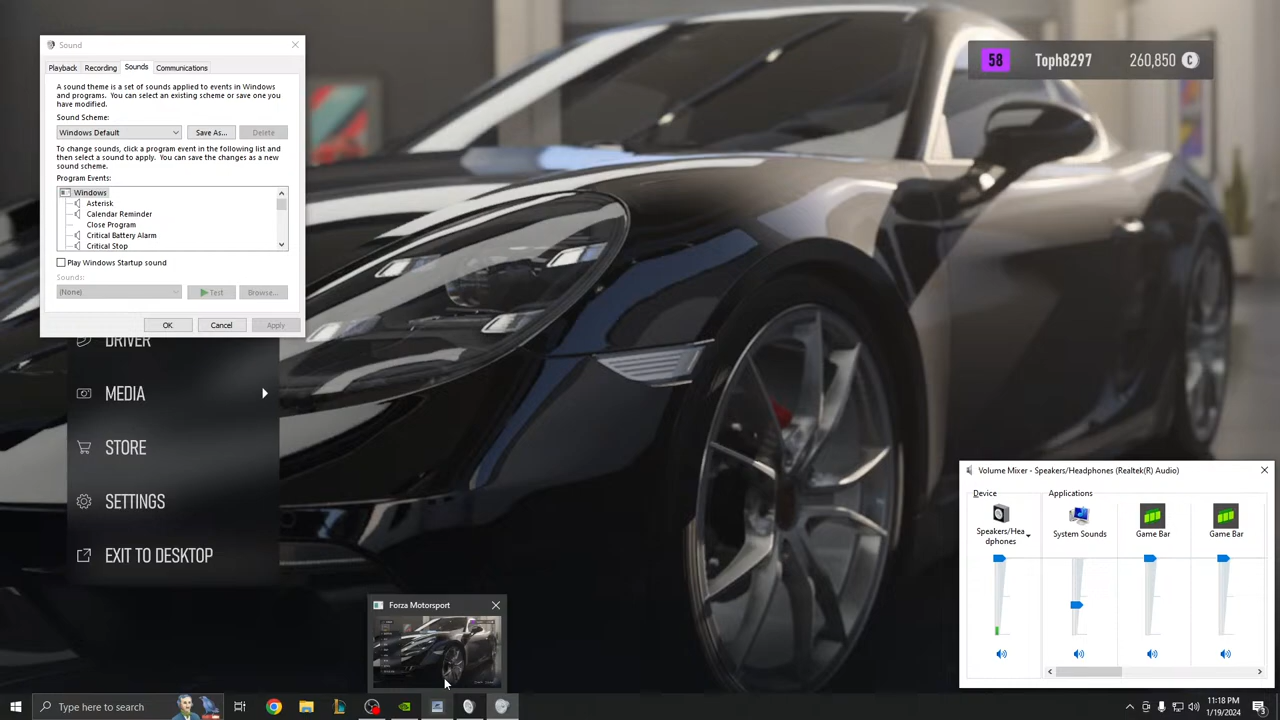 Sound
Playback Recording Sounds Communications
A sound theme is a set of sounds applied to events in Windows
and programs. You can select an existing scheme or save one you
have modified.
Sound Scheme:
Windows Default Save As... Delete
To change sounds, click a program event in the following list and
then select a sound to apply. You can save the changes as a new
sound scheme.
Program Events:
Windows
Asterisk
Calendar Reminder
Close Program
Critical Battery Alarm
Critical Stop
Play Windows Startup sound
Sounds:
(None) Test Browse...
OK Cancel Apply
58 Toph8297 260,850 C
DRIVER
MEDIA
STORE
SETTINGS
EXIT TO DESKTOP
Volume Mixer - Speakers/Headphones (Realtek(R) Audio)
Device Applications
Speakers/Hea
dphones
System Sounds
Game Bar
Game Bar
Forza Motorsport
Type here to search
11:18 PM
1/19/2024
3